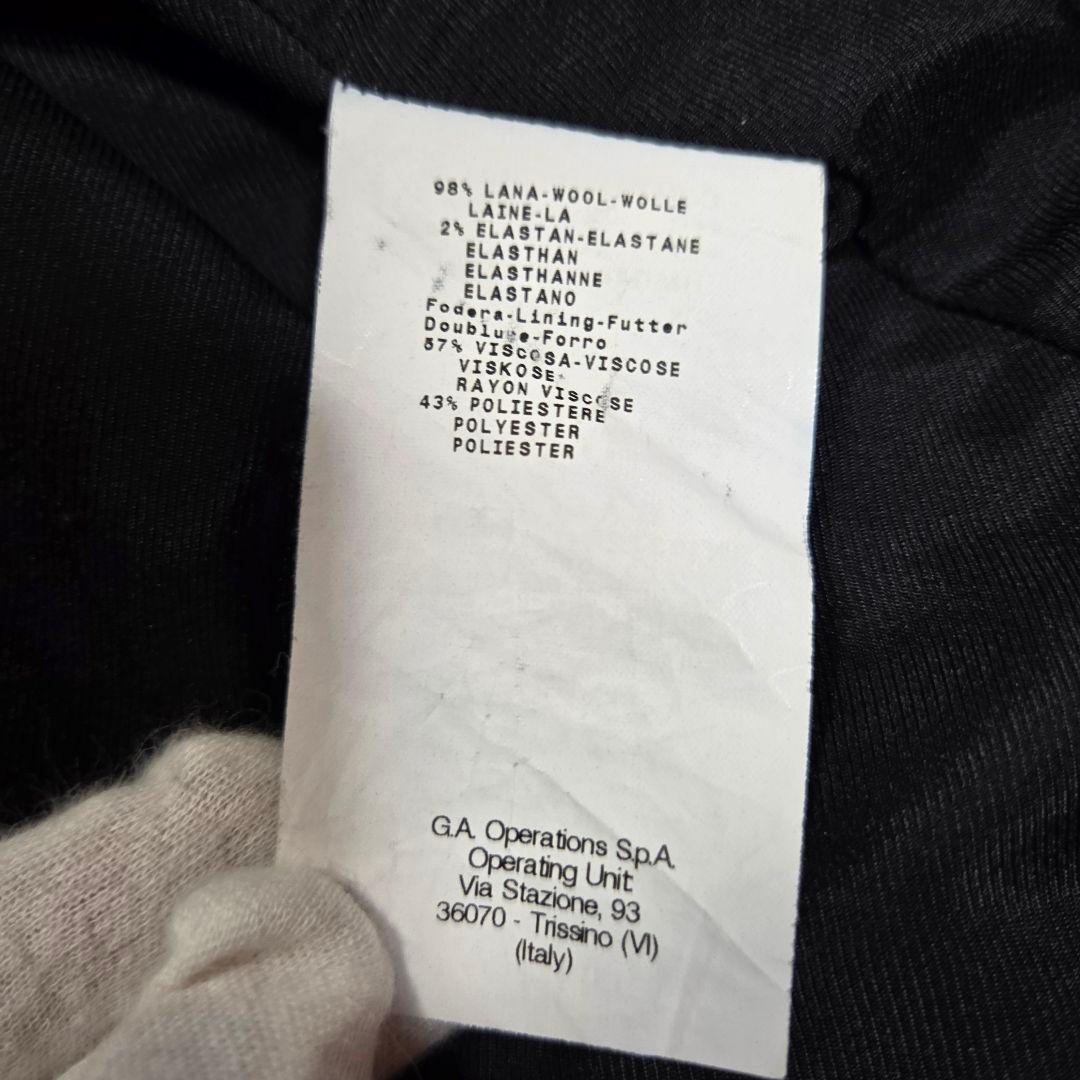 98% LANA-WOOL-WOLLE
LAINE-LA
2% ELASTAN-ELASTANE
ELASTHAN
ELASTHANNE
ELASTANO
Fodera-Lining-Futter
Doublure-Forro
57% VISCOSA-VISCOSE
VISKOSE-
RAYON VISCOSE
43% POLIESTERE
POLYESTER
POLIESTER
G.A. Operations S.p.A.
Operating Unit:
Via Stazione, 93
36070 - Trissino (VI)
(Italy)